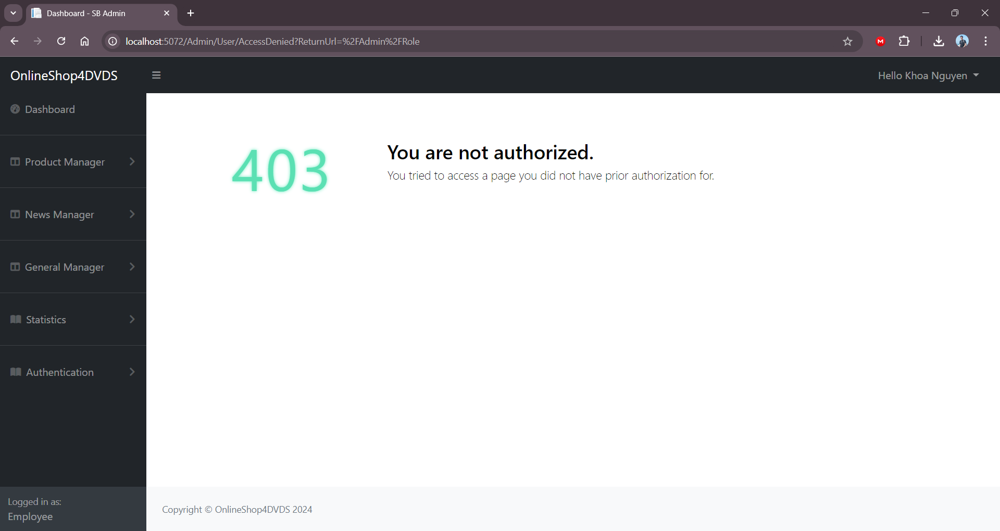 Dashboard - SB Admin
localhost:5072/Admin/User/AccessDenied?ReturnUrl=%2FAdmin%2FRole
M
OnlineShop4DVDS
Hello Khoa Nguyen
Dashboard
Product Manager
News Manager
General Manager
Statistics
Authentication
Logged in as:
Employee
403
You are not authorized.
You tried to access a page you did not have prior authorization for.
Copyright © OnlineShop4DVDS 2024